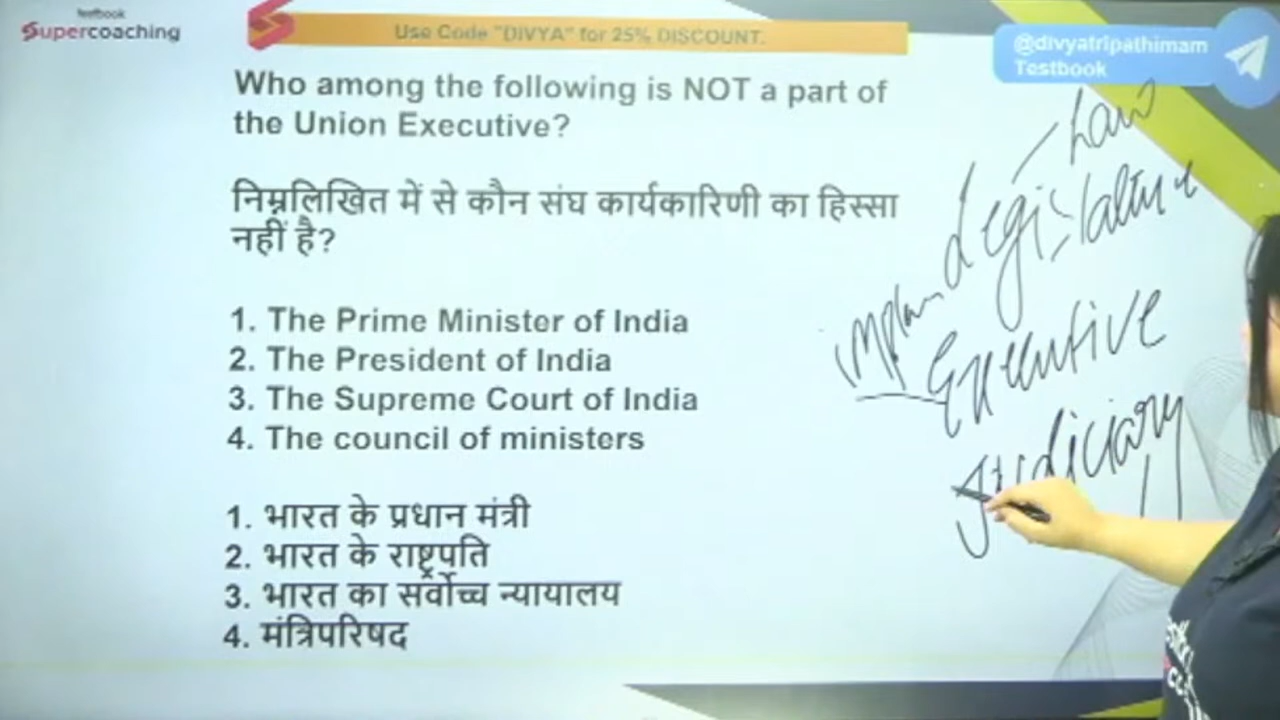 testbook
Supercoaching
Use Code "DIVYA" for 25% DISCOUNT.
@divyatripathimam
Testbook
Who among the following is NOT a part of
the Union Executive?
निम्नलिखित में से कौन संघ कार्यकारिणी का हिस्सा
नहीं है?
1. The Prime Minister of India
2. The President of India
3. The Supreme Court of India
4. The council of ministers
1. भारत के प्रधान मंत्री
2. भारत के राष्ट्रपति
3. भारत का सर्वोच्च न्यायालय
4. मंत्रिपरिषद
Law
Legislature
Executive
Judiciary